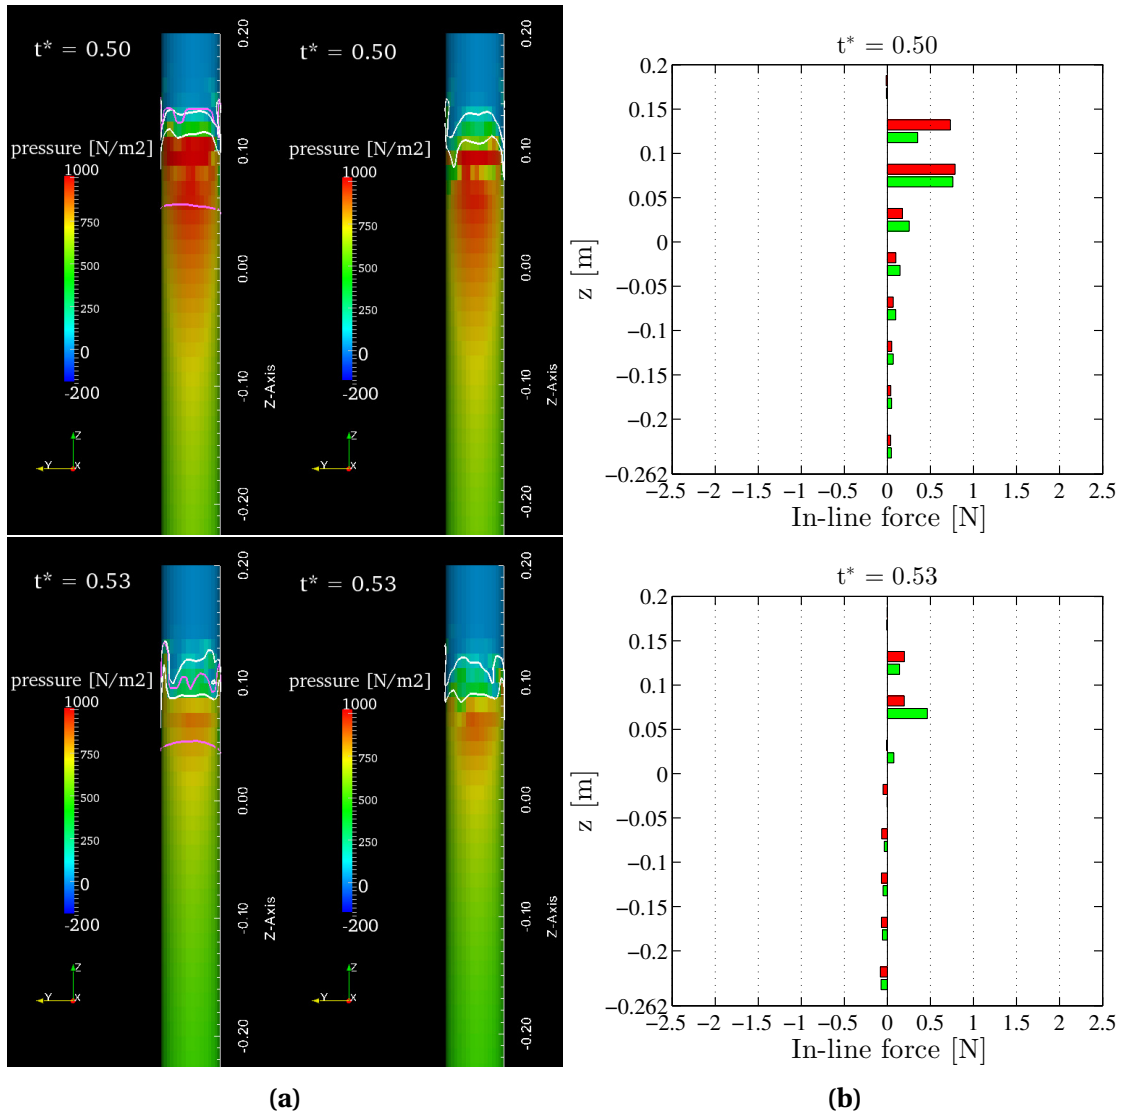 t* = 0.50
t* = 0.50
pressure [N/m2]
1000
750
500
250
0
-200
pressure [N/m2]
1000
750
500
250
0
-200
0.20
0.10
0.00
-0.10
-0.20
Z-Axis
0.20
0.10
0.00
-0.10
-0.20
Z-Axis
Z
Y
X
Z
Y
X
t* = 0.50
0.2
0.15
0.1
0.05
0
−0.05
−0.1
−0.15
−0.2
−0.262
z [m]
−2.5 −2 −1.5 −1 −0.5 0 0.5 1 1.5 2 2.5
In-line force [N]
t* = 0.53
t* = 0.53
pressure [N/m2]
1000
750
500
250
0
-200
pressure [N/m2]
1000
750
500
250
0
-200
0.20
0.10
0.00
-0.10
-0.20
Z-Axis
0.20
0.10
0.00
-0.10
-0.20
Z-Axis
Z
Y
X
Z
Y
X
t* = 0.53
0.2
0.15
0.1
0.05
0
−0.05
−0.1
−0.15
−0.2
−0.262
z [m]
−2.5 −2 −1.5 −1 −0.5 0 0.5 1 1.5 2 2.5
In-line force [N]
(a)
(b)